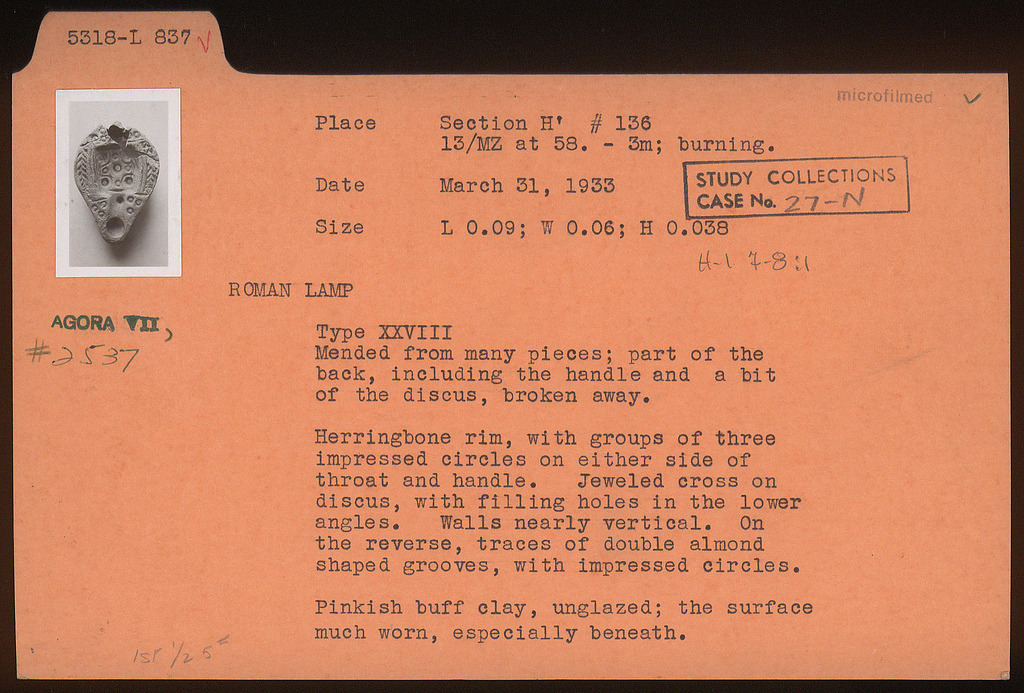 5318-L 837 √
microfilmed ✓
Place Section H' # 136
13/MZ at 58. - 3m; burning.
Date March 31, 1933
STUDY COLLECTIONS
CASE No. 27-N
Size L 0.09; W 0.06; H 0.038
H-1 7-8:1
ROMAN LAMP
AGORA VII,
#2537
Type XXVIII
Mended from many pieces; part of the
back, including the handle and a bit
of the discus, broken away.
Herringbone rim, with groups of three
impressed circles on either side of
throat and handle. Jeweled cross on
discus, with filling holes in the lower
angles. Walls nearly vertical. On
the reverse, traces of double almond
shaped grooves, with impressed circles.
Pinkish buff clay, unglazed; the surface
much worn, especially beneath.
1st 1/2 5